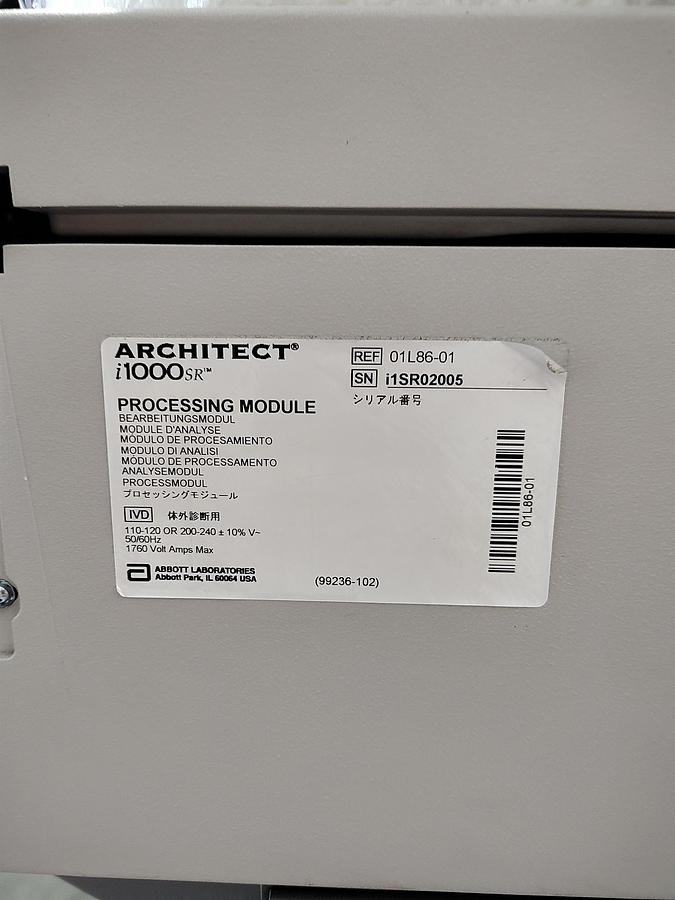 ARCHITECT®
i1000SR™
REF 01L86-01
SN i1SR02005
シリアル番号
PROCESSING MODULE
BEARBEITUNGSMODUL
MODULE D'ANALYSE
MÓDULO DE PROCESAMIENTO
MODULO DI ANALISI
MÓDULO DE PROCESSAMENTO
ANALYSEMODUL
PROCESSMODUL
プロセッシングモジュール
IVD 体外診断用
110-120 OR 200-240 ± 10% V~
50/60Hz
1760 Volt Amps Max
ABBOTT LABORATORIES
Abbott Park, IL 60064 USA
(99236-102)
01L86-01